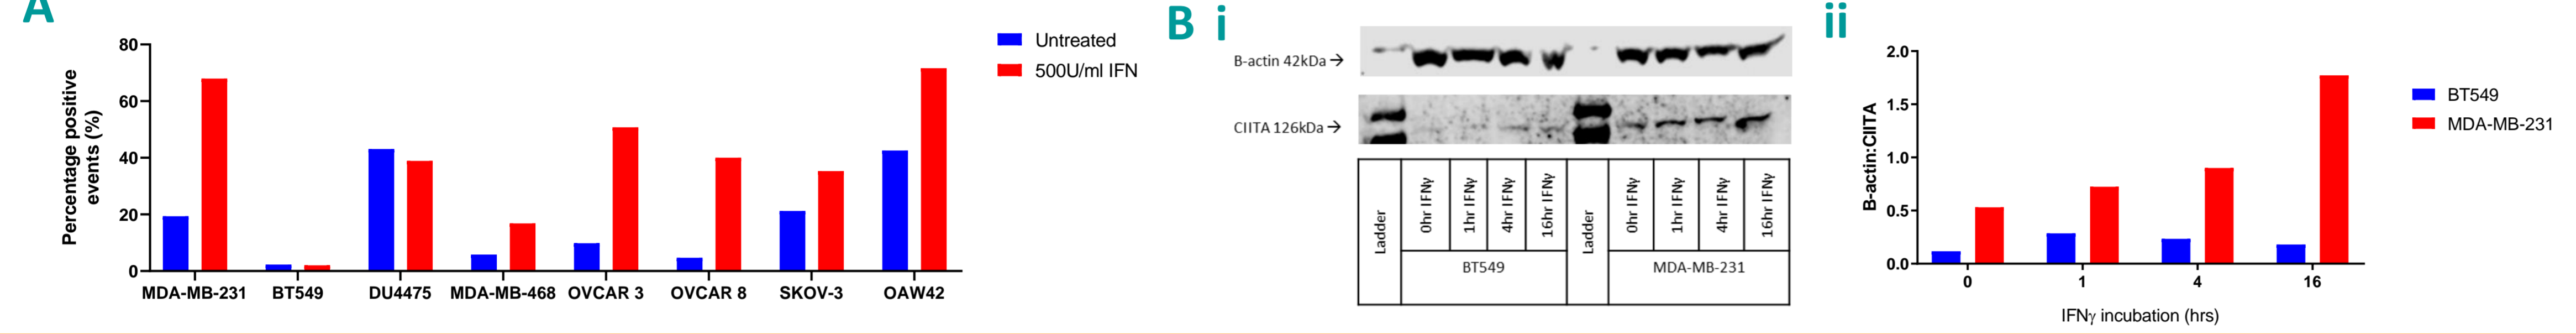 A
80
60
40
20
0
Percentage positive
events (%)
MDA-MB-231 BT549 DU4475 MDA-MB-468 OVCAR 3 OVCAR 8 SKOV-3 OAW42
Untreated
500U/ml IFN
B i
B-actin 42kDa→
CIITA 126kDa→
Ladder 0hr IFNγ 1hr IFNγ 4hr IFNγ 16hr IFNγ Ladder 0hr IFNγ 1hr IFNγ 4hr IFNγ 16hr IFNγ
BT549 MDA-MB-231
ii
2.0
1.5
1.0
0.5
0.0
B-actin:CIITA
0 1 4 16
IFNγ incubation (hrs)
BT549
MDA-MB-231